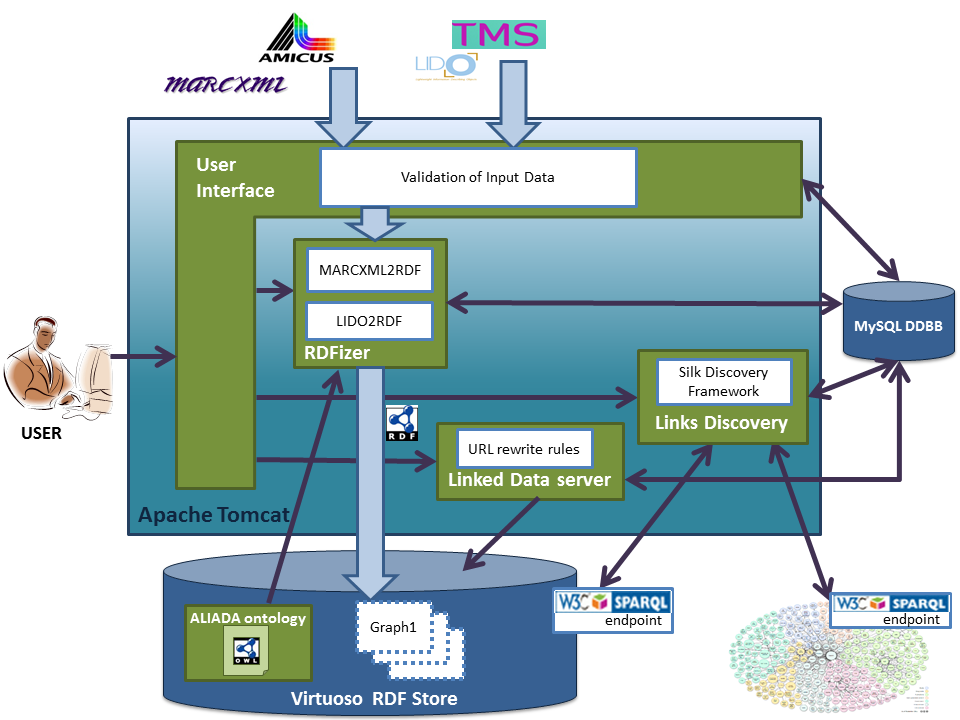 TMS
AMICUS
LIDO
MARCXML
User
Interface
Validation of Input Data
MARCXML2RDF
LIDO2RDF
RDFizer
MySQL DDBB
Silk Discovery
Framework
Links Discovery
USER
RDF
URL rewrite rules
Linked Data server
Apache Tomcat
W3C SPARQL
endpoint
W3C SPARQL
endpoint
ALIADA ontology
OWL
Graph1
Virtuoso RDF Store